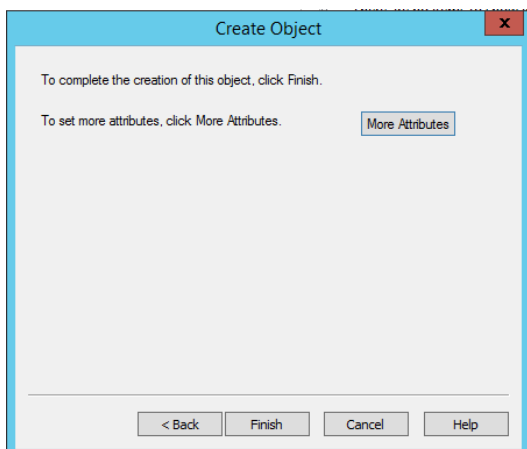 Create Object
x
To complete the creation of this object, click Finish.
To set more attributes, click More Attributes.
More Attributes
< Back
Finish
Cancel
Help